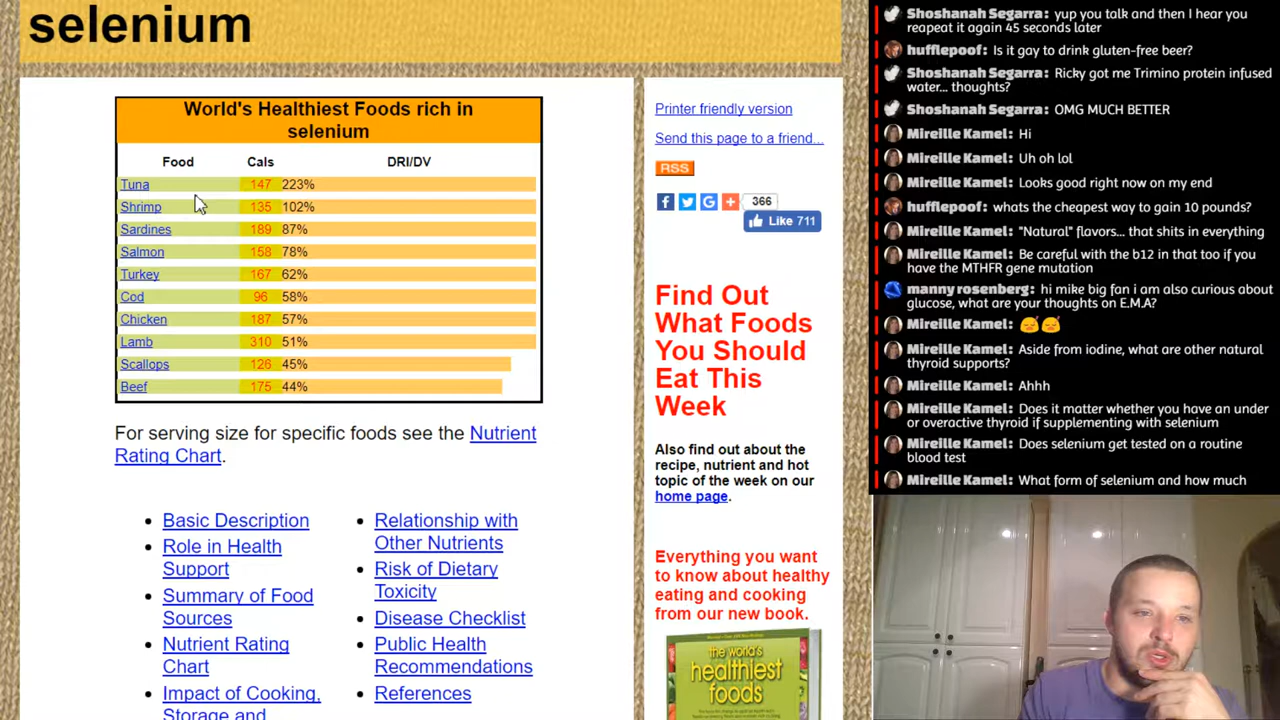 selenium
World's Healthiest Foods rich in
selenium
Food Cals DRI/DV
Tuna 147 223%
Shrimp 135 102%
Sardines 189 87%
Salmon 158 78%
Turkey 167 62%
Cod 96 58%
Chicken 187 57%
Lamb 310 51%
Scallops 126 45%
Beef 175 44%
For serving size for specific foods see the Nutrient
Rating Chart.
Basic Description
Role in Health
Support
Summary of Food
Sources
Nutrient Rating
Chart
Impact of Cooking,
Storage and
Relationship with
Other Nutrients
Risk of Dietary
Toxicity
Disease Checklist
Public Health
Recommendations
References
Printer friendly version
Send this page to a friend...
RSS
366
Like 711
Find Out
What Foods
You Should
Eat This
Week
Also find out about the
recipe, nutrient and hot
topic of the week on our
home page.
Everything you want
to know about healthy
eating and cooking
from our new book.
the world's
healthiest
foods
Shoshanah Segarra: yup you talk and then I hear you
reapeat it again 45 seconds later
hufflepoof: Is it gay to drink gluten-free beer?
Shoshanah Segarra: Ricky got me Trimino protein infused
water... thoughts?
Shoshanah Segarra: OMG MUCH BETTER
Mireille Kamel: Hi
Mireille Kamel: Uh oh lol
Mireille Kamel: Looks good right now on my end
hufflepoof: whats the cheapest way to gain 10 pounds?
Mireille Kamel: "Natural" flavors... that shits in everything
Mireille Kamel: Be careful with the b12 in that too if you
have the MTHFR gene mutation
manny rosenberg: hi mike big fan i am also curious about
glucose, what are your thoughts on E.M.A?
Mireille Kamel:
Mireille Kamel: Aside from iodine, what are other natural
thyroid supports?
Mireille Kamel: Ahhh
Mireille Kamel: Does it matter whether you have an under
or overactive thyroid if supplementing with selenium
Mireille Kamel: Does selenium get tested on a routine
blood test
Mireille Kamel: What form of selenium and how much